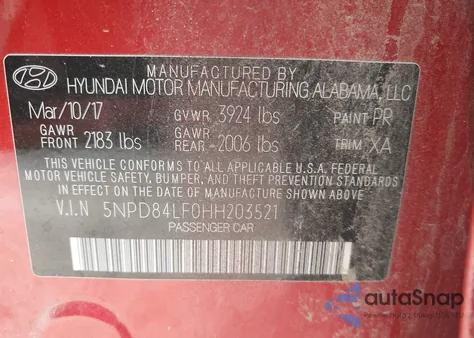 MANUFACTURED BY
HYUNDAI MOTOR MANUFACTURING ALABAMA, LLC
Mar/10/17 GVWR 3924 lbs PAINT PR
GAWR FRONT 2183 lbs GAWR REAR 2006 lbs TRIM XA
THIS VEHICLE CONFORMS TO ALL APPLICABLE U.S.A. FEDERAL
MOTOR VEHICLE SAFETY, BUMPER, AND THEFT PREVENTION STANDARDS
IN EFFECT ON THE DATE OF MANUFACTURE SHOWN ABOVE.
V.I.N 5NPD84LF0HH203521
PASSENGER CAR
autoSnap